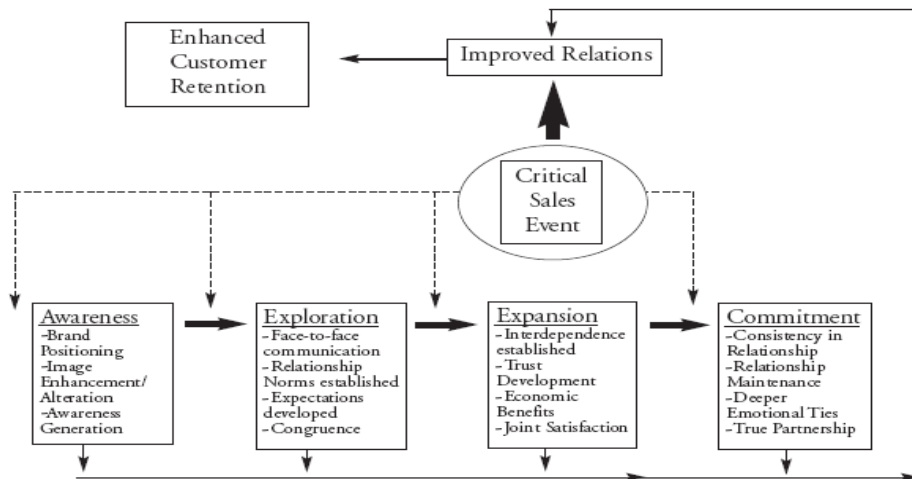 Enhanced
Customer
Retention
Improved Relations
Critical
Sales
Event
Awareness
-Brand
Positioning
-Image
Enhancement/
Alteration
-Awareness
Generation
Exploration
-Face-to-face
communication
-Relationship
Norms established
-Expectations
developed
-Congruence
Expansion
-Interdependence
established
-Trust
Development
-Economic
Benefits
-Joint Satisfaction
Commitment
-Consistency in
Relationship
-Relationship
Maintenance
-Deeper
Emotional Ties
-True Partnership